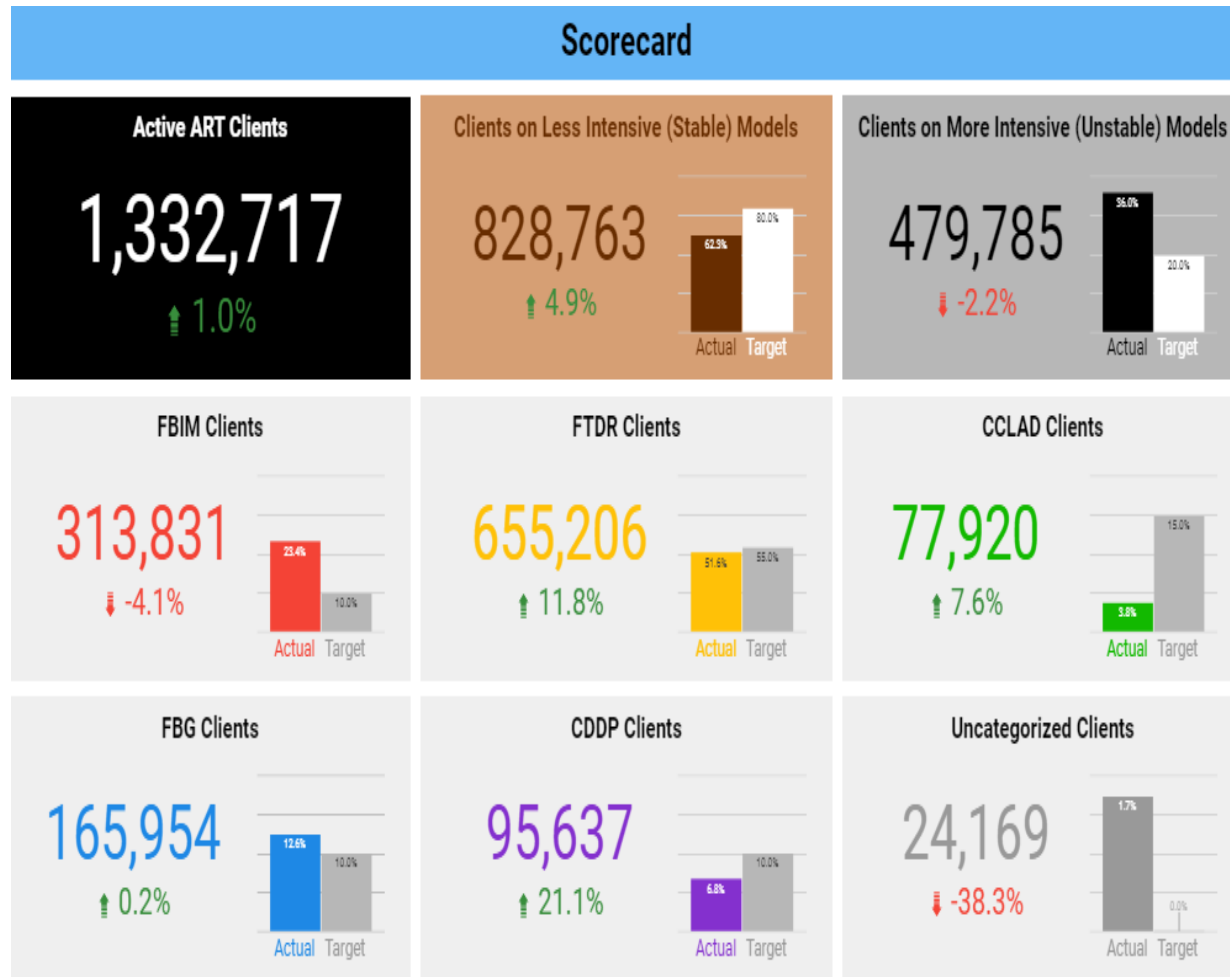 Scorecard
Active ART Clients
1,332,717
1.0%
Clients on Less Intensive (Stable) Models
828,763
4.9%
62.3%
80.0%
Actual Target
Clients on More Intensive (Unstable) Models
479,785
-2.2%
36.0%
20.0%
Actual Target
FBIM Clients
313,831
-4.1%
23.4%
10.0%
Actual Target
FTDR Clients
655,206
11.8%
51.6%
55.0%
Actual Target
CCLAD Clients
77,920
7.6%
3.8%
15.0%
Actual Target
FBG Clients
165,954
0.2%
12.6%
10.0%
Actual Target
CDDP Clients
95,637
21.1%
6.8%
10.0%
Actual Target
Uncategorized Clients
24,169
-38.3%
1.7%
0.0%
Actual Target